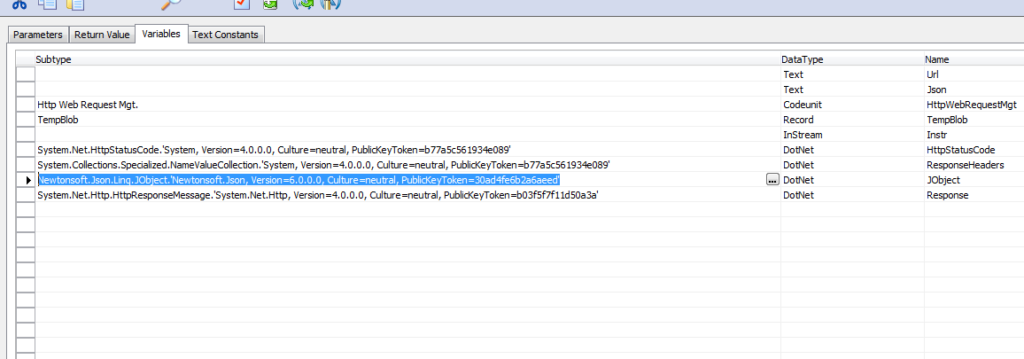 Parameters Return Value Variables Text Constants
Subtype DataType Name
Text Url
Text Json
Http Web Request Mgt. Codeunit HttpWebRequestMgt
TempBlob Record TempBlob
InStream Instr
System.Net.HttpStatusCode.'System, Version=4.0.0.0, Culture=neutral, PublicKeyToken=b77a5c561934e089' DotNet HttpStatusCode
System.Collections.Specialized.NameValueCollection.'System, Version=4.0.0.0, Culture=neutral, PublicKeyToken=b77a5c561934e089' DotNet ResponseHeaders
Newtonsoft.Json.Linq.JObject.'Newtonsoft.Json, Version=6.0.0.0, Culture=neutral, PublicKeyToken=30ad4fe6b2a6aeed' ... DotNet JObject
System.Net.Http.HttpResponseMessage.'System.Net.Http, Version=4.0.0.0, Culture=neutral, PublicKeyToken=b03f5f7f11d50a3a' DotNet Response